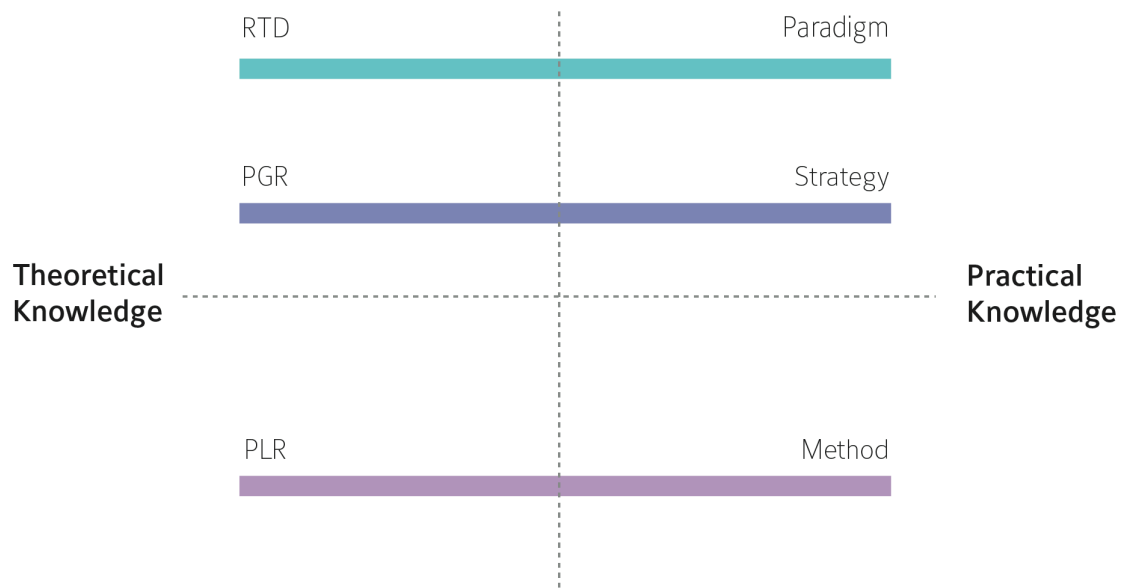 RTD
Paradigm
PGR
Strategy
Theoretical
Knowledge
Practical
Knowledge
PLR
Method